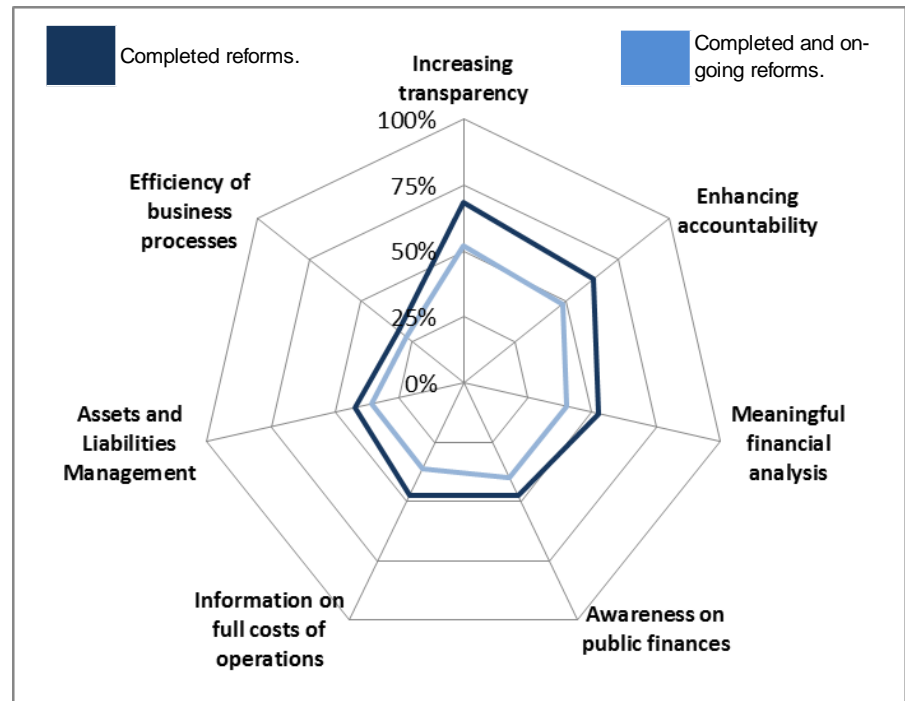 Completed reforms.
Completed and on-
going reforms.
Increasing
transparency
100%
75%
50%
25%
0%
Enhancing
accountability
Meaningful
financial
analysis
Awareness on
public finances
Information on
full costs of
operations
Assets and
Liabilities
Management
Efficiency of
business
processes